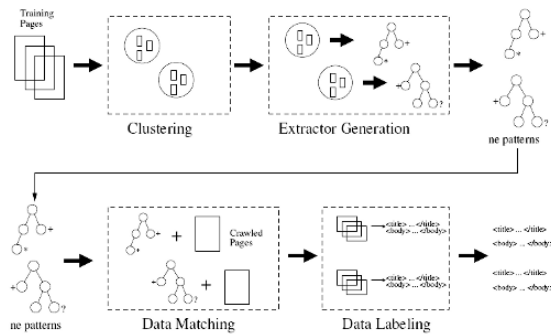 Training
Pages
+
*
+
?
Clustering
Extractor Generation
+
*
+
?
ne patterns
+
*
+
?
ne patterns
+
*
+
Crawled
Pages
+
?
+
Data Matching
<title> ... </title>
<body> ... </body>
<title> ... </title>
<body> ... </body>
Data Labeling
<title> ... </title>
<body> ... </body>
<title> ... </title>
<body> ... </body>